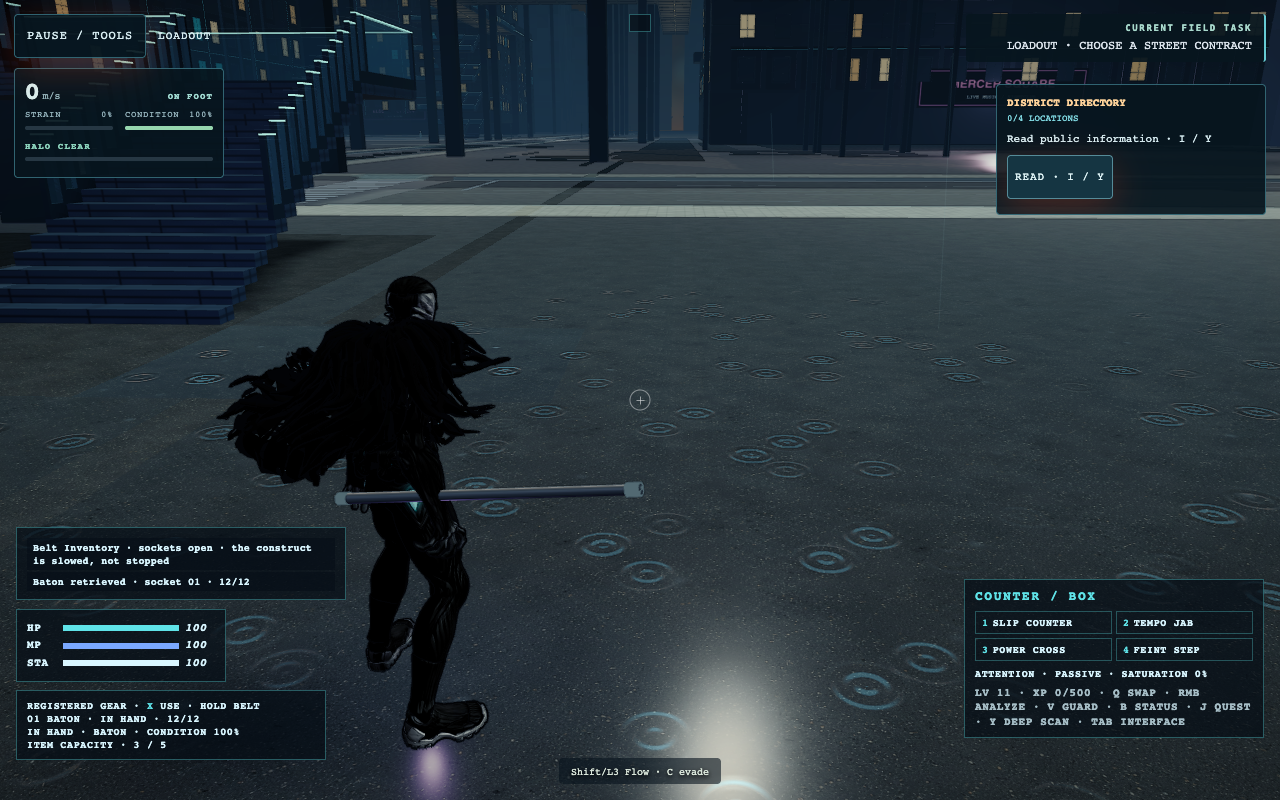 PAUSE / TOOLS
LOADOUT
0 m/s
ON FOOT
STRAIN 0%
CONDITION 100%
HALO CLEAR
CURRENT FIELD TASK
LOADOUT · CHOOSE A STREET CONTRACT
MERCER SQUARE
DISTRICT DIRECTORY
0/4 LOCATIONS
Read public information · I / Y
READ · I / Y
Belt Inventory · sockets open · the construct
is slowed, not stopped
Baton retrieved · socket 01 · 12/12
HP 100
MP 100
STA 100
REGISTERED GEAR · X USE · HOLD BELT
01 BATON · IN HAND · 12/12
IN HAND · BATON · CONDITION 100%
ITEM CAPACITY · 3 / 5
Shift/L3 Flow · C evade
COUNTER / BOX
1 SLIP COUNTER
2 TEMPO JAB
3 POWER CROSS
4 FEINT STEP
ATTENTION · PASSIVE · SATURATION 0%
LV 11 · XP 0/500 · Q SWAP · RMB
ANALYZE · V GUARD · B STATUS · J QUEST
· Y DEEP SCAN · TAB INTERFACE